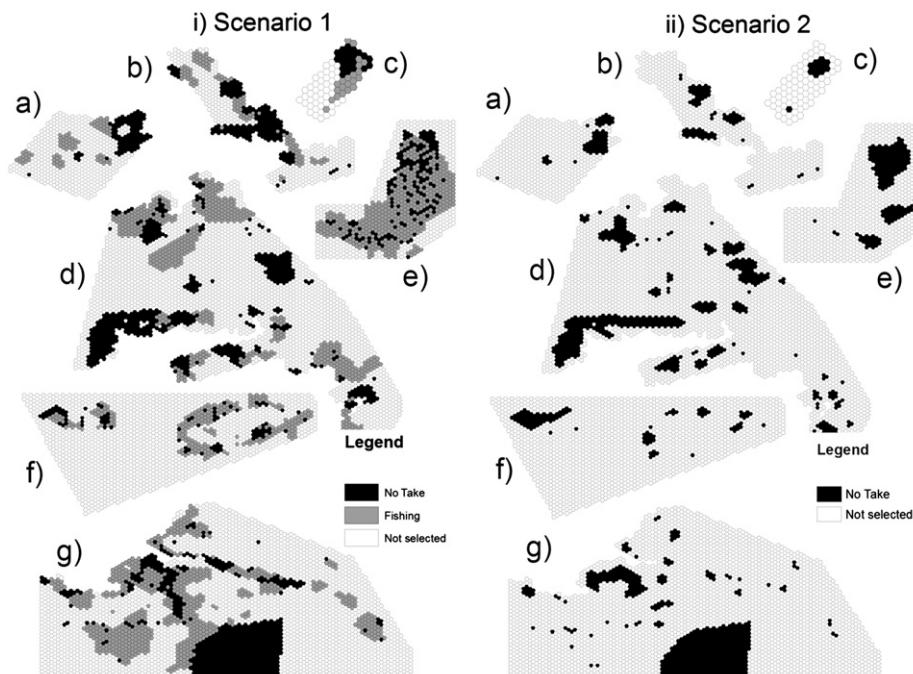 i) Scenario 1
b)
c)
a)
d)
e)
Legend
f)
No Take
Fishing
Not selected
g)
ii) Scenario 2
b)
c)
a)
d)
e)
Legend
f)
No Take
Not selected
g)